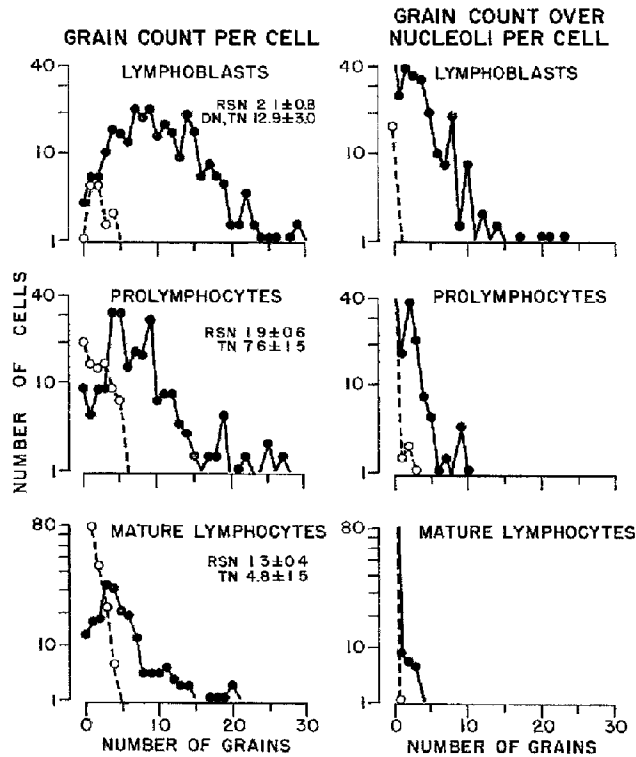 GRAIN COUNT PER CELL
LYMPHOBLASTS
RSN 2.1±0.8
DN,TN 12.9±3.0
40
10
1
PROLYMPHOCYTES
RSN 1.9±0.6
TN 7.6±1.5
40
10
1
MATURE LYMPHOCYTES
RSN 1.3±0.4
TN 4.8±1.5
80
10
1
0
10
20
30
NUMBER OF GRAINS
NUMBER OF CELLS
GRAIN COUNT OVER
NUCLEOLI PER CELL
LYMPHOBLASTS
40
10
1
PROLYMPHOCYTES
40
10
1
MATURE LYMPHOCYTES
80
10
1
0
10
20
30
NUMBER OF GRAINS